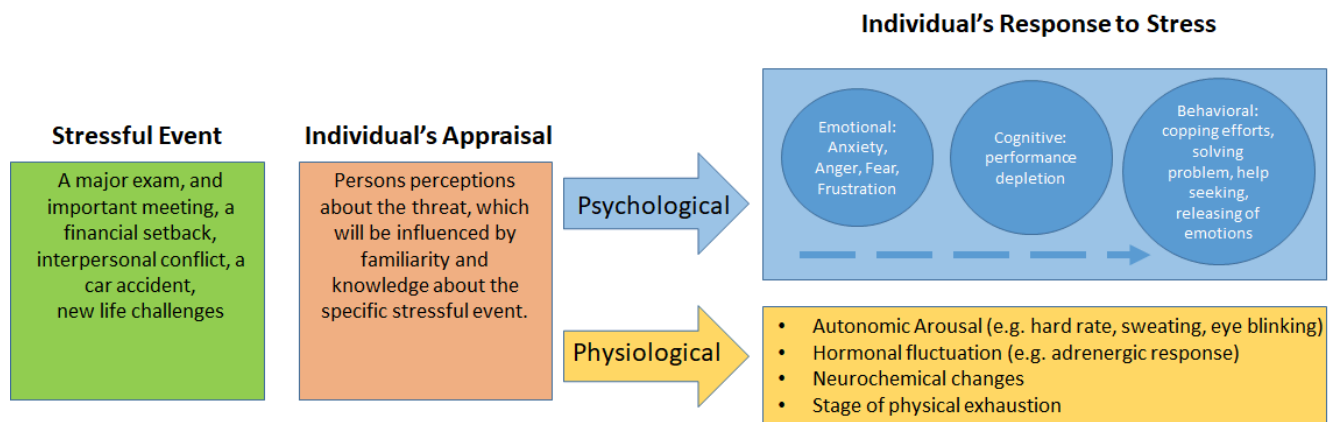 Individual's Response to Stress
Stressful Event
A major exam, and
important meeting, a
financial setback,
interpersonal conflict, a
car accident,
new life challenges
Individual's Appraisal
Persons perceptions
about the threat, which
will be influenced by
familiarity and
knowledge about the
specific stressful event.
Psychological
Emotional:
Anxiety,
Anger, Fear,
Frustration
Cognitive:
performance
depletion
Behavioral:
copping efforts,
solving
problem, help
seeking,
releasing of
emotions
Physiological
• Autonomic Arousal (e.g. hard rate, sweating, eye blinking)
• Hormonal fluctuation (e.g. adrenergic response)
• Neurochemical changes
• Stage of physical exhaustion